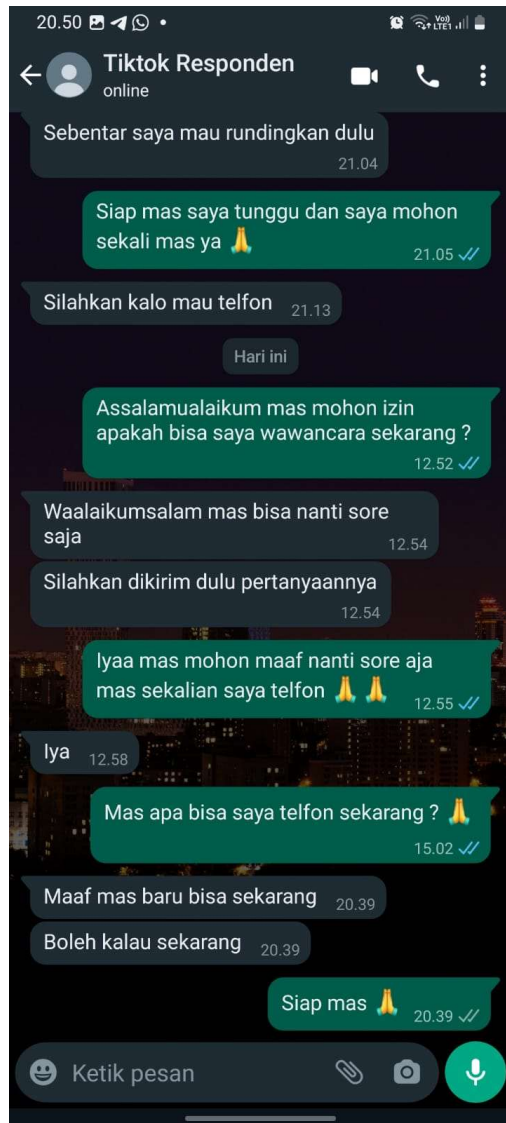 20.50
Vo))
LTE1
Tiktok Responden
online
Sebentar saya mau rundingkan dulu
21.04
Siap mas saya tunggu dan saya mohon
sekali mas ya 🙏
21.05
Silahkan kalo mau telfon 21.13
Hari ini
Assalamualaikum mas mohon izin
apakah bisa saya wawancara sekarang ?
12.52
Waalaikumsalam mas bisa nanti sore
saja
12.54
Silahkan dikirim dulu pertanyaannya
12.54
Iyaa mas mohon maaf nanti sore aja
mas sekalian saya telfon 🙏 🙏
12.55
Iya 12.58
Mas apa bisa saya telfon sekarang ? 🙏
15.02
Maaf mas baru bisa sekarang 20.39
Boleh kalau sekarang 20.39
Siap mas 🙏 20.39
Ketik pesan